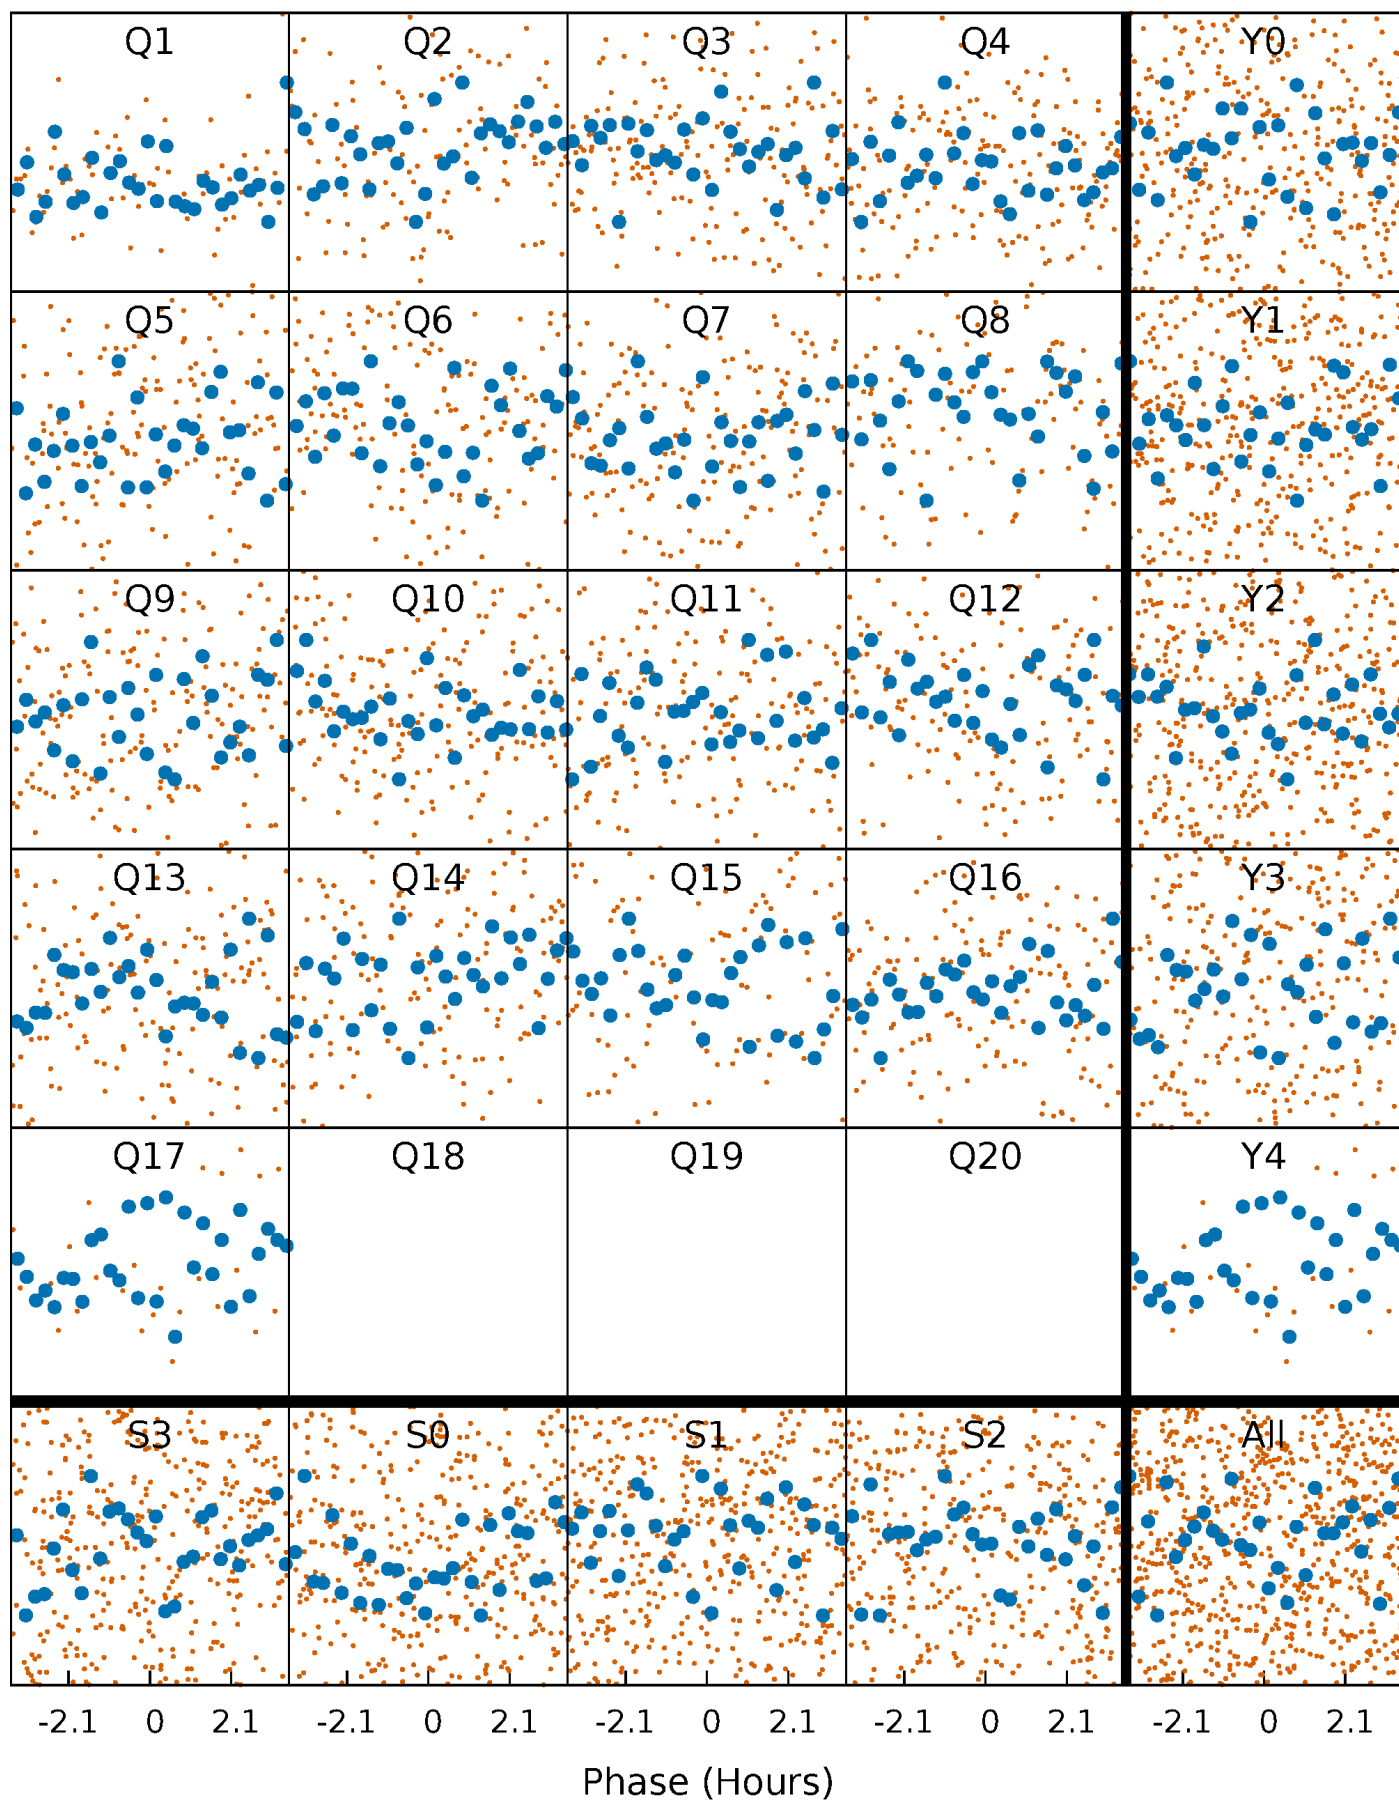 Q1 Q2 Q3 Q4 Y0
Q5 Q6 Q7 Q8 Y1
Q9 Q10 Q11 Q12 Y2
Q13 Q14 Q15 Q16 Y3
Q17 Q18 Q19 Q20 Y4
S3 S0 S1 S2 All
-2.1 0 2.1 -2.1 0 2.1 -2.1 0 2.1 -2.1 0 2.1 -2.1 0 2.1
Phase (Hours)